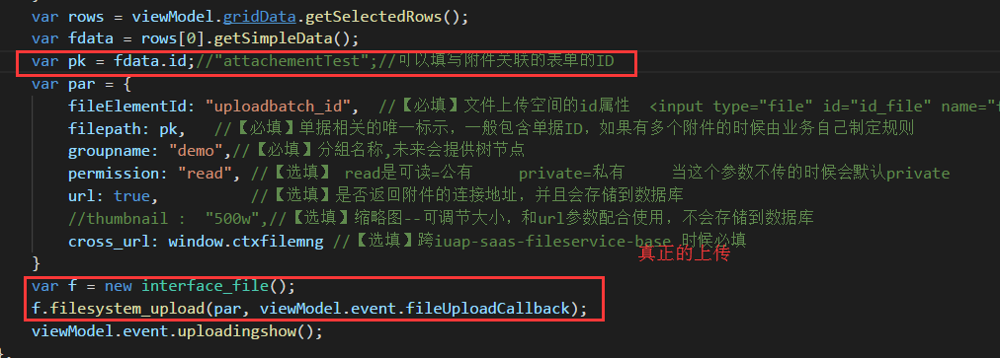 var rows = viewModel.gridData.getSelectedRows();
var fdata = rows[0].getSimpleData();
var pk = fdata.id;//"attachementTest";//可以填写附件关联的表单的ID
var par = {
fileElementId: "uploadbatch_id",  //【必填】文件上传空间的id属性  <input type="file" id="id_file" name="
filepath: pk,   //【必填】单据相关的唯一标示，一般包含单据ID，如果有多个附件的时候由业务自己制定规则
groupname: "demo",//【必填】分组名称,未来会提供树节点
permission: "read", //【选填】 read是可读=公有     private=私有     当这个参数不传的时候会默认private
url: true,          //【选填】是否返回附件的连接地址，并且会存储到数据库
//thumbnail :  "500w",//【选填】缩略图--可调节大小，和url参数配合使用，不会存储到数据库
cross_url: window.ctxfilemng //【选填】跨iuap-saas-fileservice-base 时候必填
真正的上传
}
var f = new interface_file();
f.filesystem_upload(par, viewModel.event.fileUploadCallback);
viewModel.event.uploadingshow();